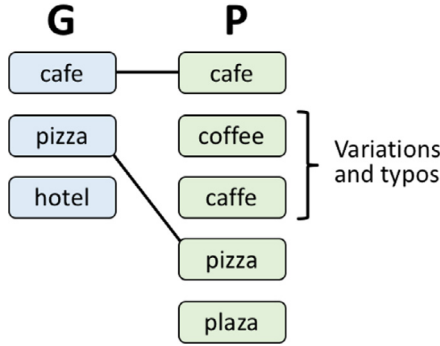 G P
cafe cafe
pizza coffee
hotel caffe
pizza
plaza
Variations
and typos